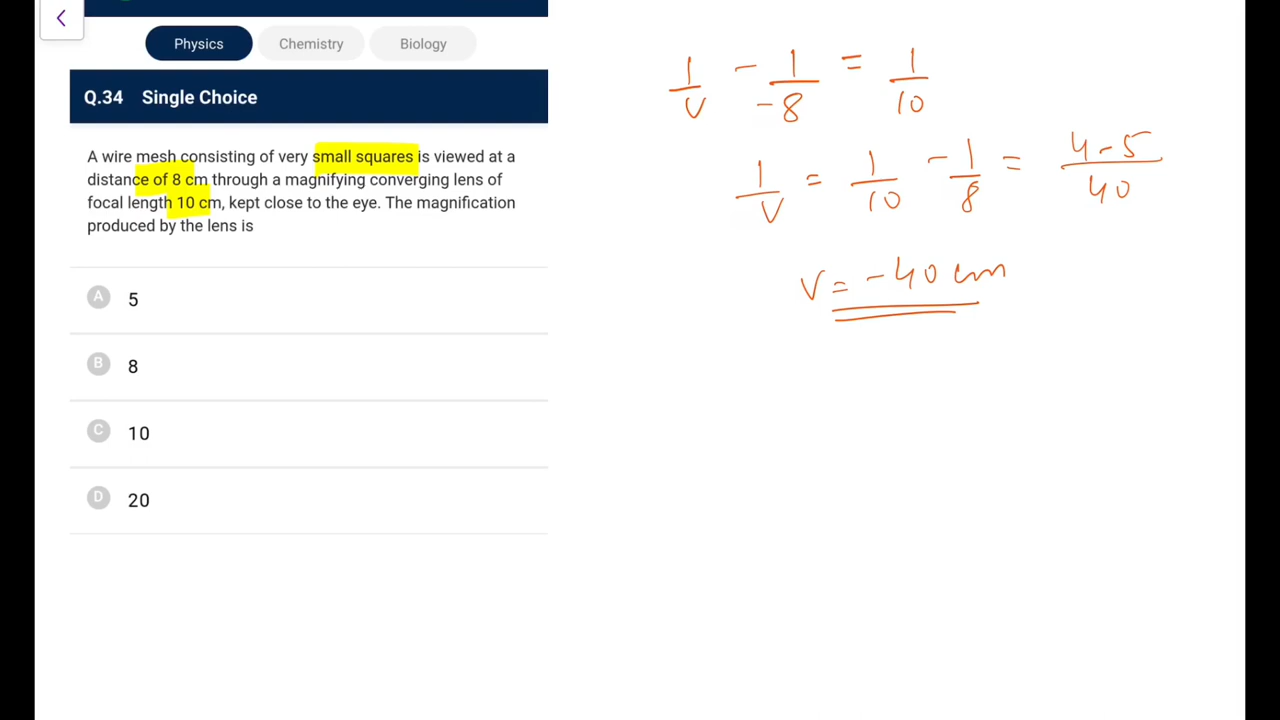 Physics Chemistry Biology
Q.34 Single Choice
A wire mesh consisting of very small squares is viewed at a
distance of 8 cm through a magnifying converging lens of
focal length 10 cm, kept close to the eye. The magnification
produced by the lens is
A 5
B 8
C 10
D 20
1/v - 1/-8 = 1/10
1/v = 1/10 - 1/8 = 4-5/40
v = -40 cm